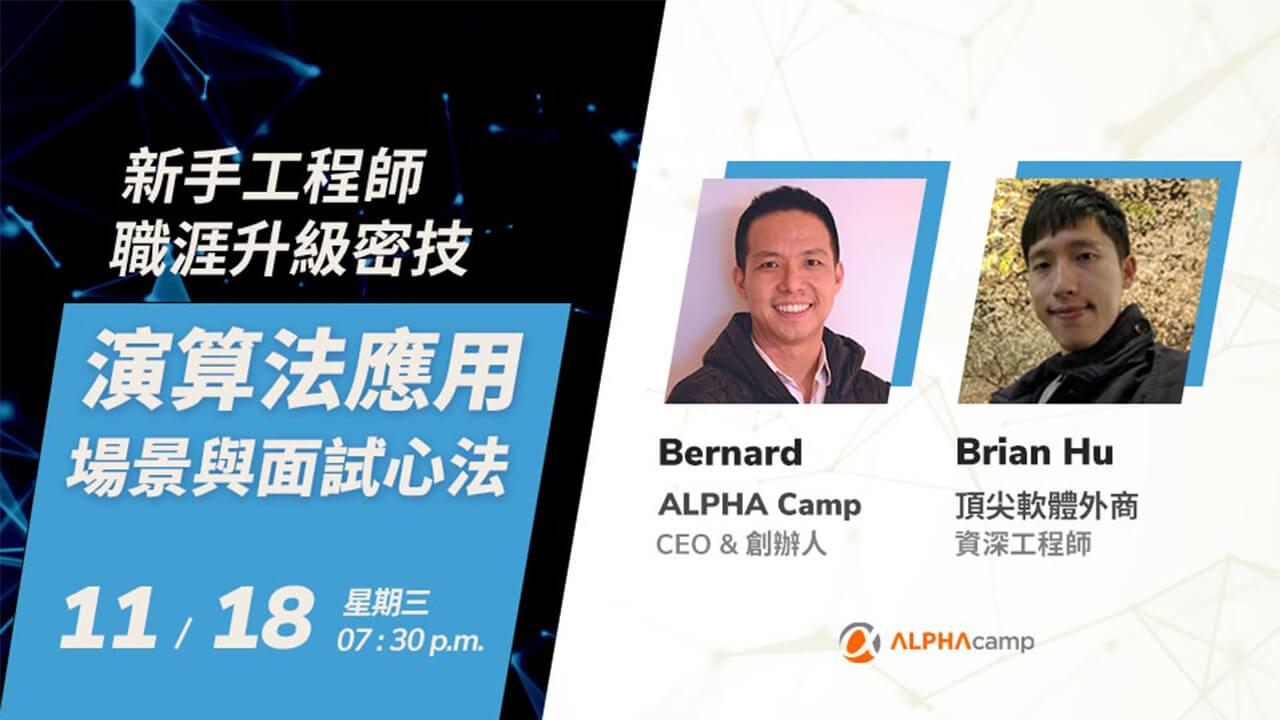 新手工程師
職涯升級密技
演算法應用
場景與面試心法
11 / 18
星期三
07 : 30 p.m.
Bernard
ALPHA Camp
CEO & 創辦人
Brian Hu
頂尖軟體外商
資深工程師
ALPHAcamp